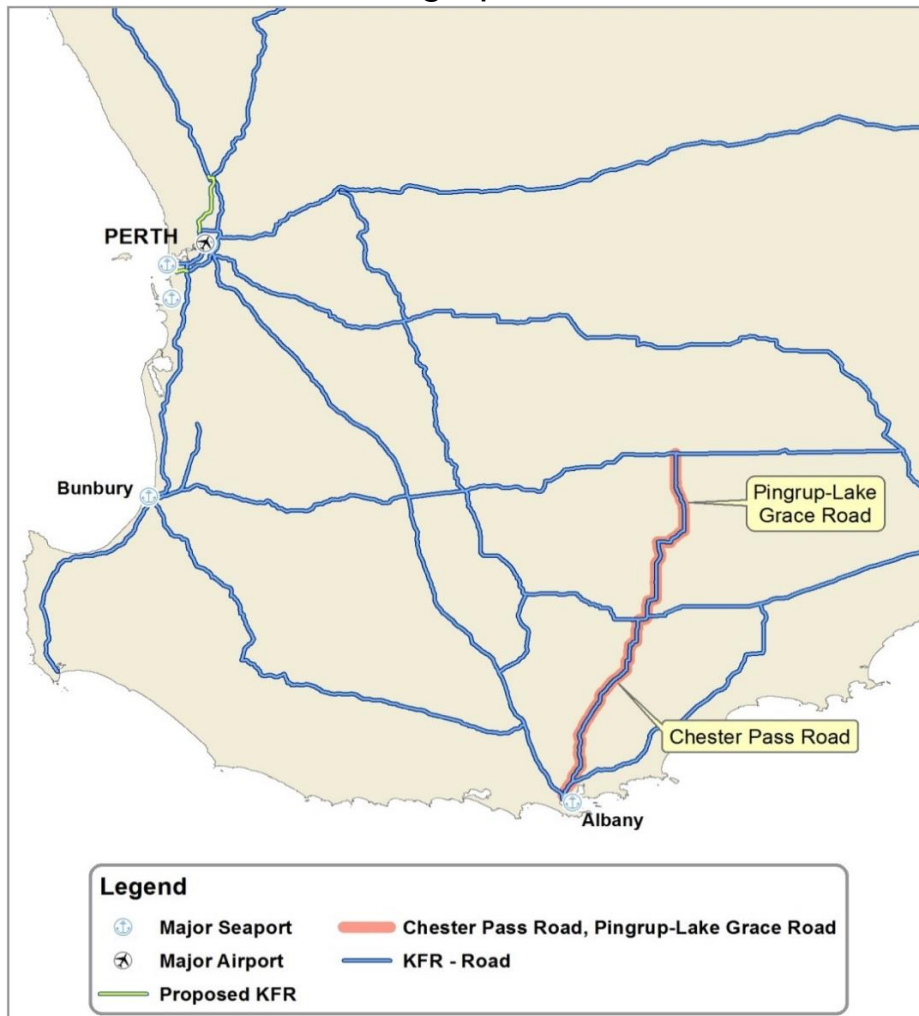 PERTH
Bunbury
Pingrup-Lake
Grace Road
Chester Pass Road
Albany
Legend
Major Seaport
Chester Pass Road, Pingrup-Lake Grace Road
Major Airport
KFR - Road
Proposed KFR